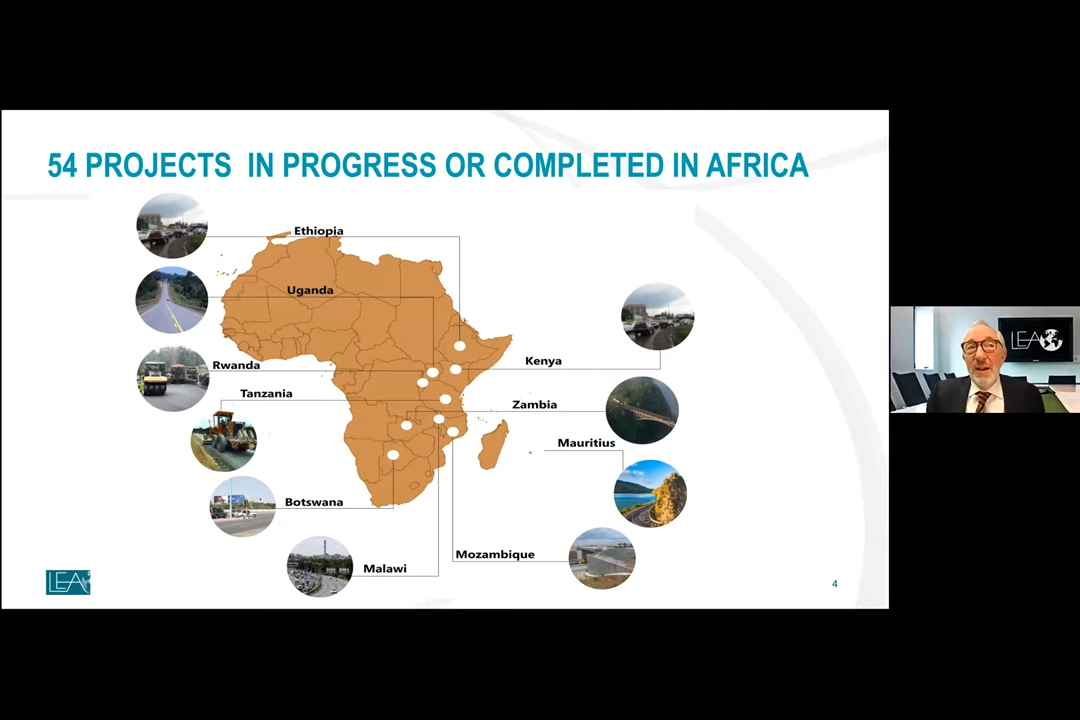 54 PROJECTS IN PROGRESS OR COMPLETED IN AFRICA
Ethiopia
Uganda
Rwanda
Kenya
Tanzania
Zambia
Mauritius
Botswana
Mozambique
Malawi
LEA
4
LEA